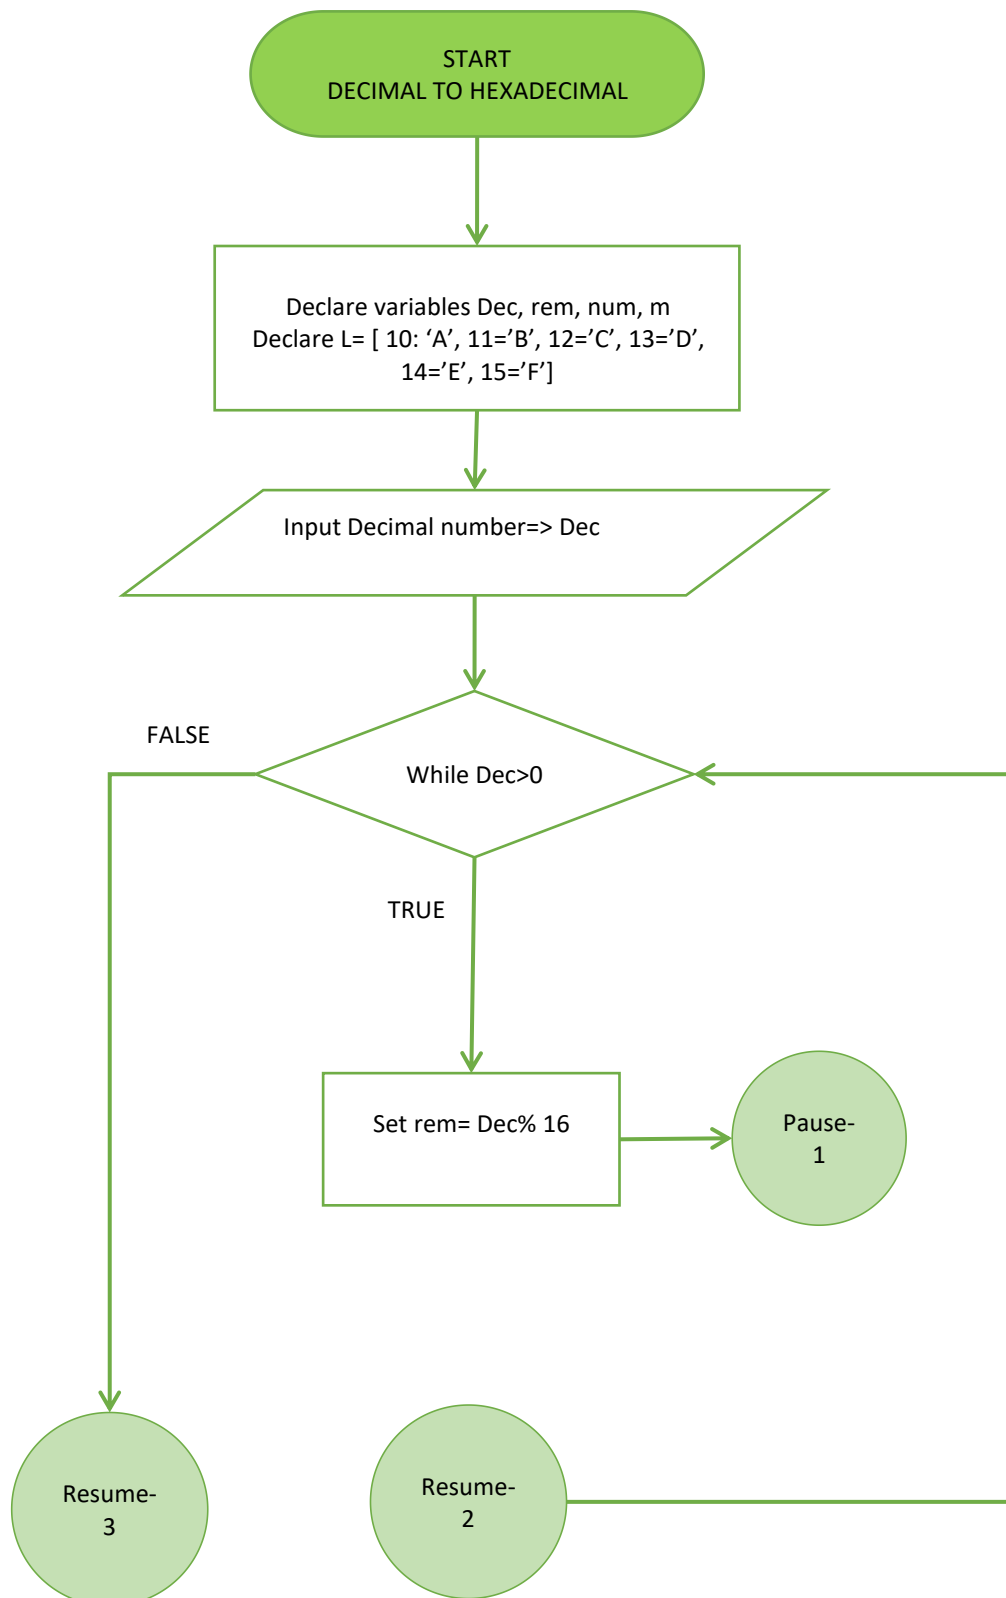 START
DECIMAL TO HEXADECIMAL
Declare variables Dec, rem, num, m
Declare L= [ 10: ‘A’, 11=’B’, 12=’C’, 13=’D’,
14=’E’, 15=’F’]
Input Decimal number=> Dec
FALSE
While Dec>0
TRUE
Set rem= Dec% 16
Pause-
1
Resume-
3
Resume-
2